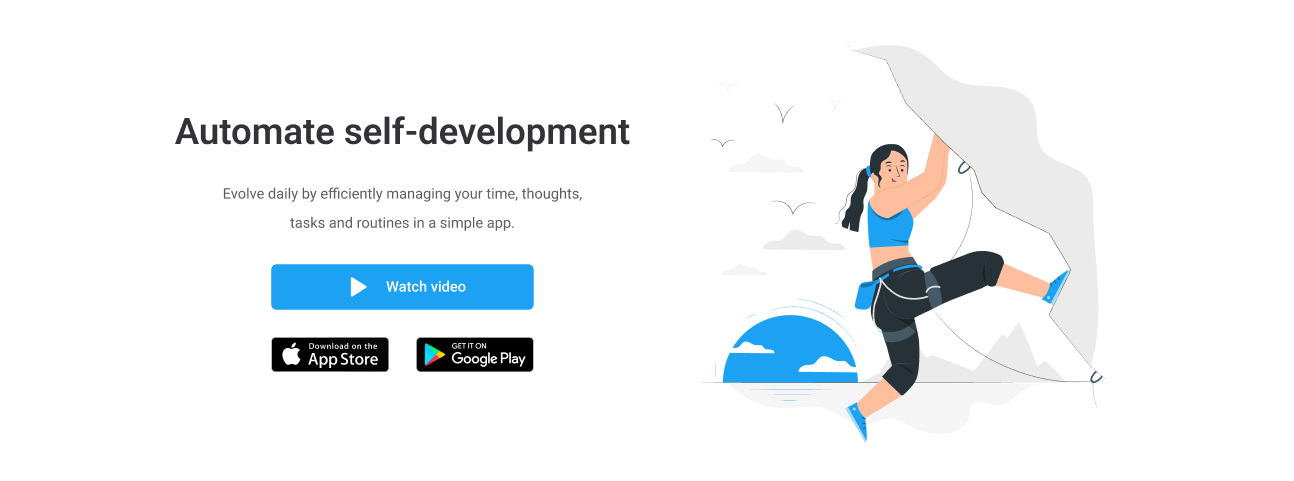 Automate self-development
Evolve daily by efficiently managing your time, thoughts,
tasks and routines in a simple app.
Watch video
Download on the
App Store
GET IT ON
Google Play